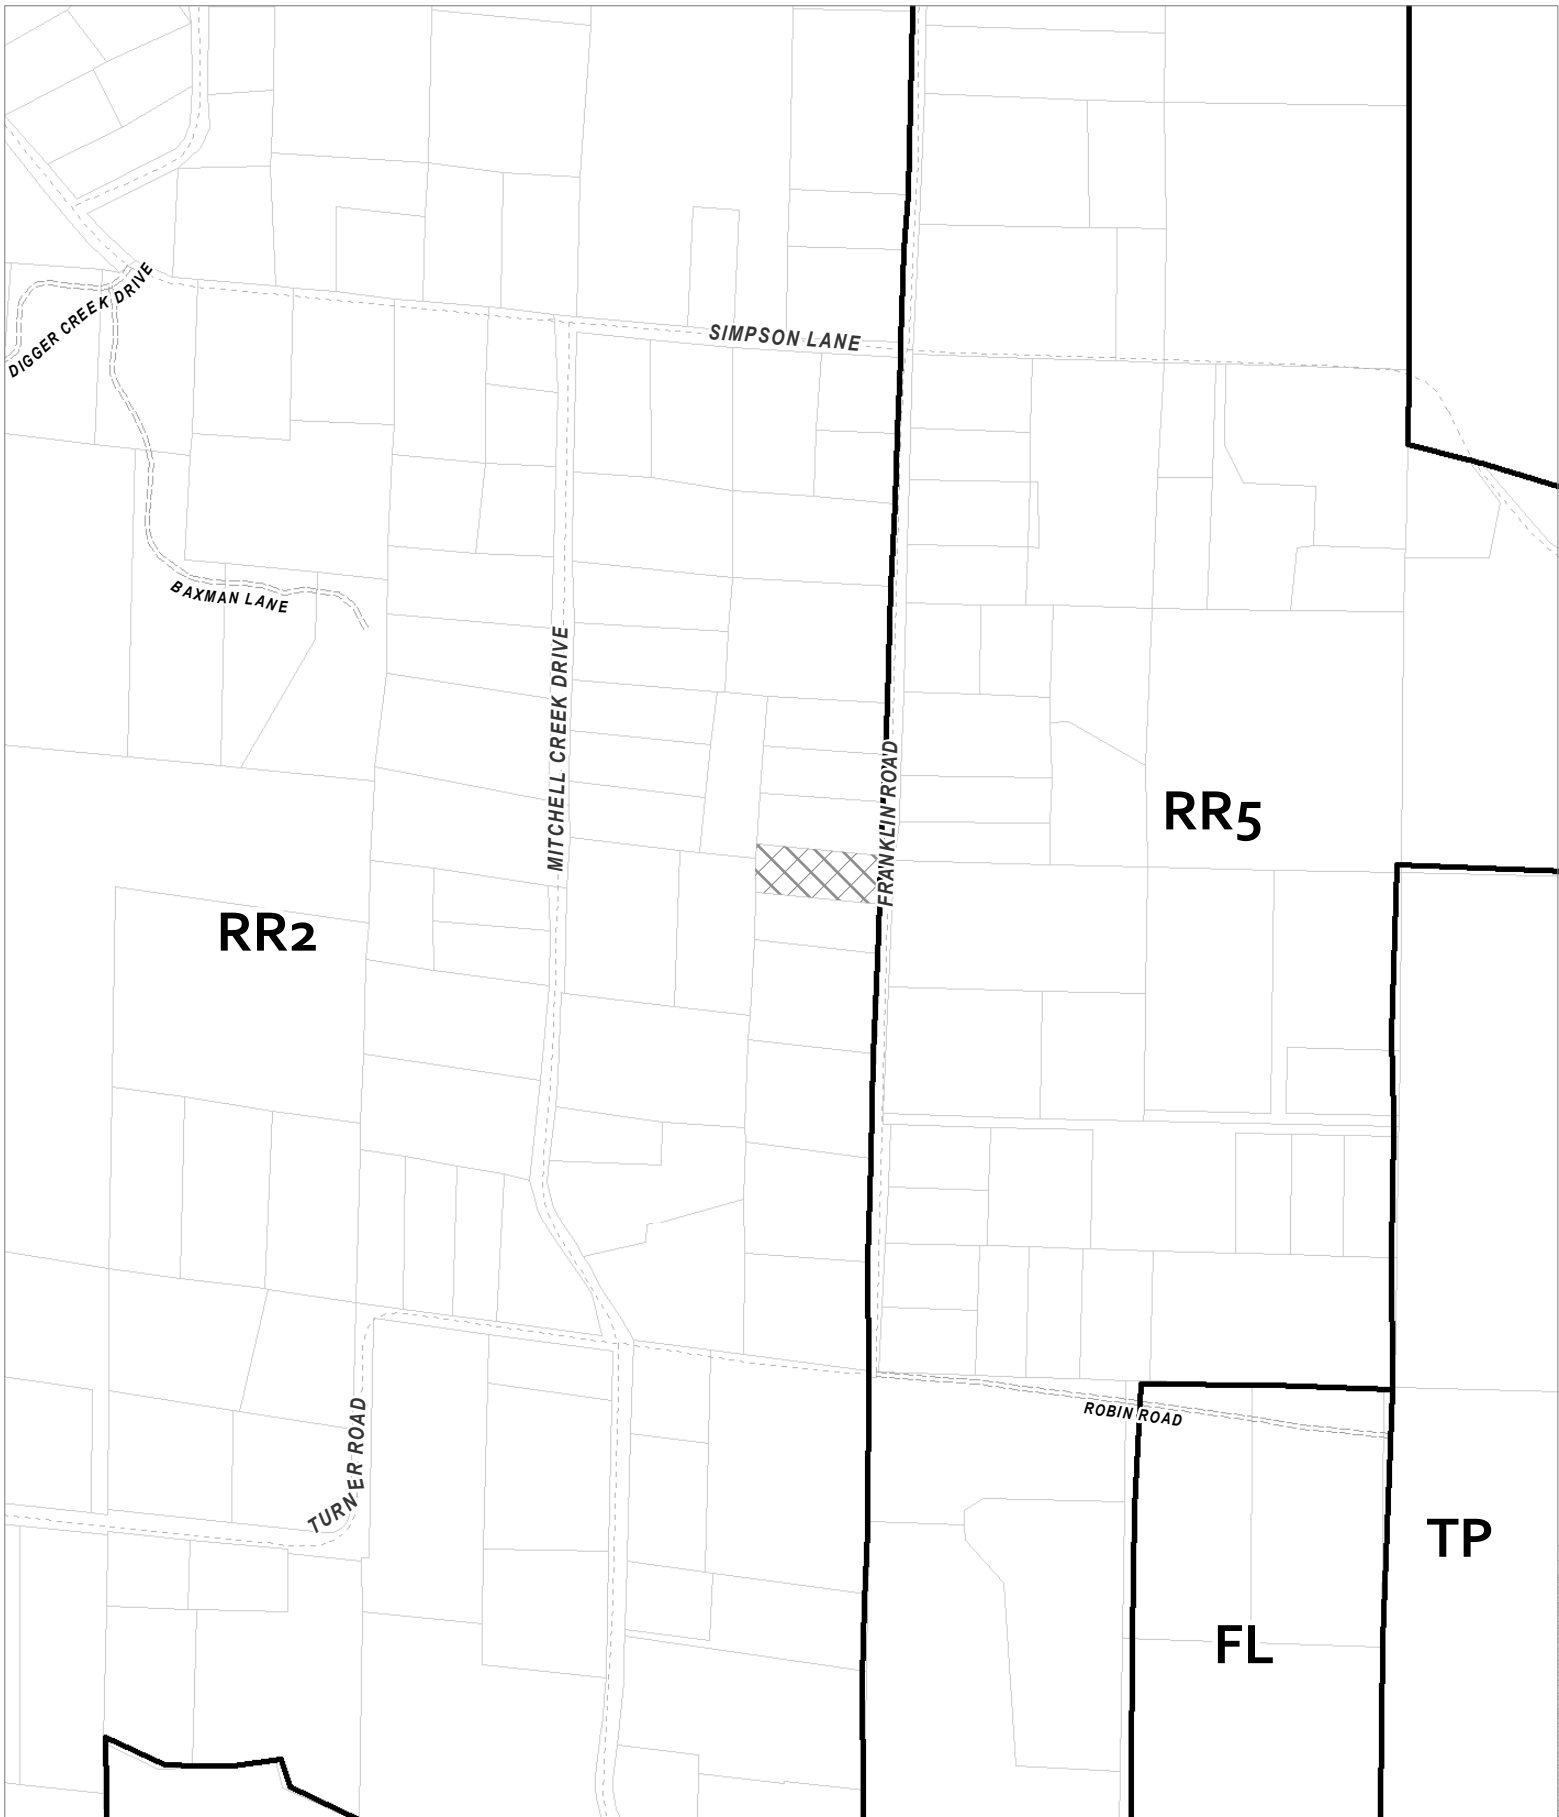 DIGGER CREEK DRIVE
SIMPSON LANE
BAXMAN LANE
MITCHELL CREEK DRIVE
FRANKLIN ROAD
RR5
RR2
ROBIN ROAD
TURNER ROAD
TP
FL